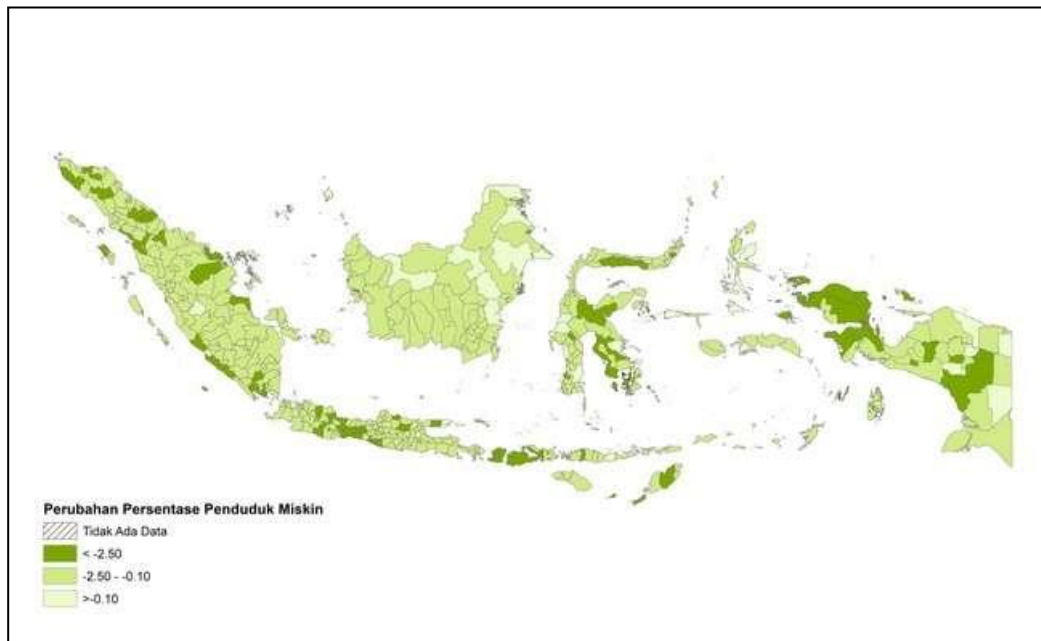 Perubahan Persentase Penduduk Miskin
Tidak Ada Data
< -2.50
-2.50 - -0.10
>-0.10